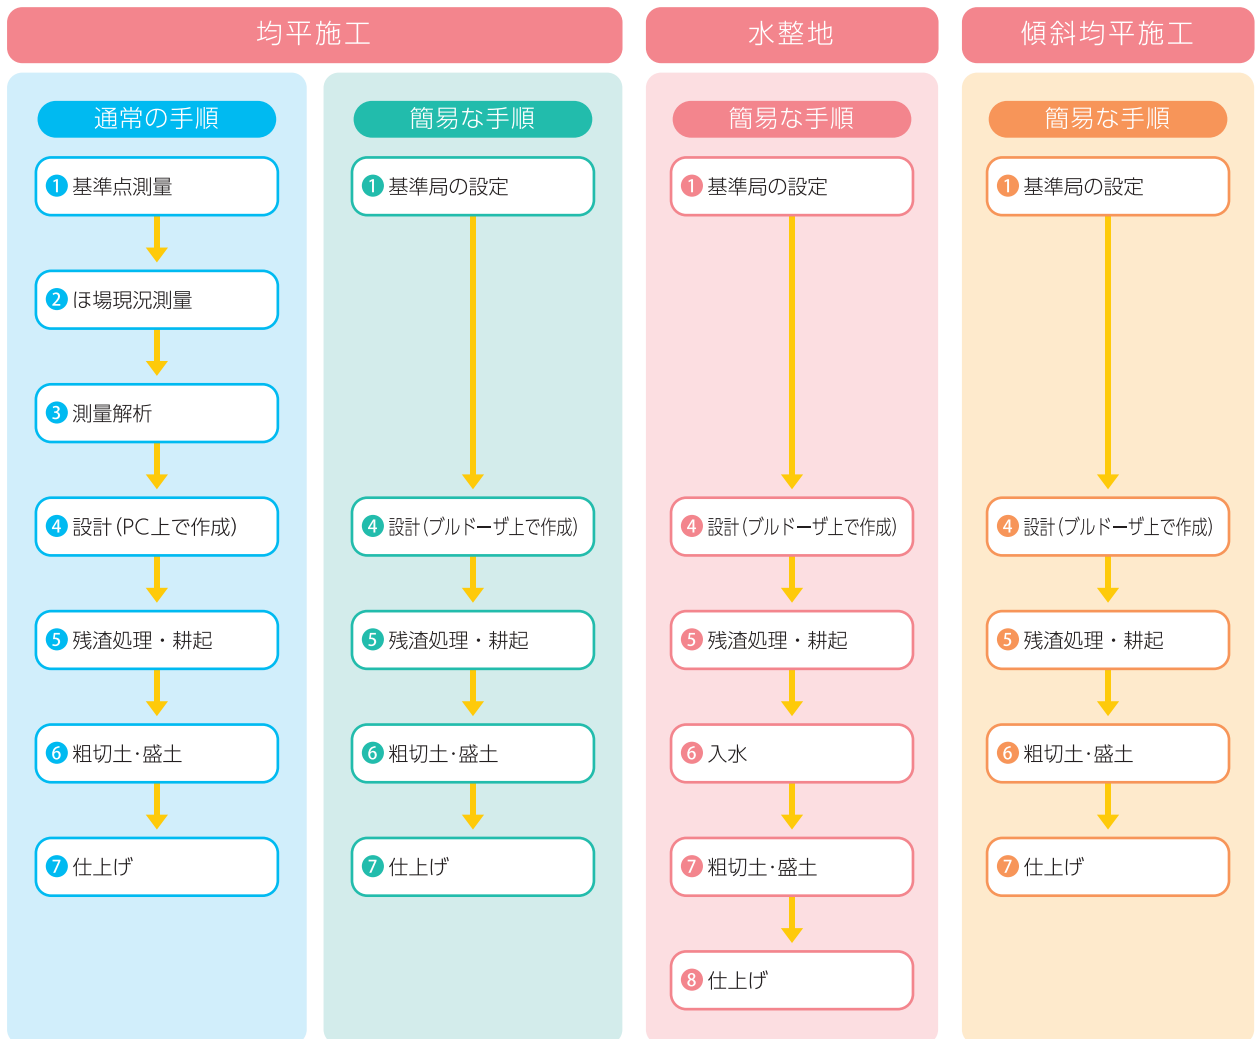 均平施工
通常の手順
1 基準点測量
2 ほ場現況測量
3 測量解析
4 設計(PC上で作成)
5 残渣処理・耕起
6 粗切土・盛土
7 仕上げ
簡易な手順
1 基準局の設定
4 設計(ブルドーザ上で作成)
5 残渣処理・耕起
6 粗切土・盛土
7 仕上げ
水整地
簡易な手順
1 基準局の設定
4 設計(ブルドーザ上で作成)
5 残渣処理・耕起
6 入水
7 粗切土・盛土
8 仕上げ
傾斜均平施工
簡易な手順
1 基準局の設定
4 設計(ブルドーザ上で作成)
5 残渣処理・耕起
6 粗切土・盛土
7 仕上げ